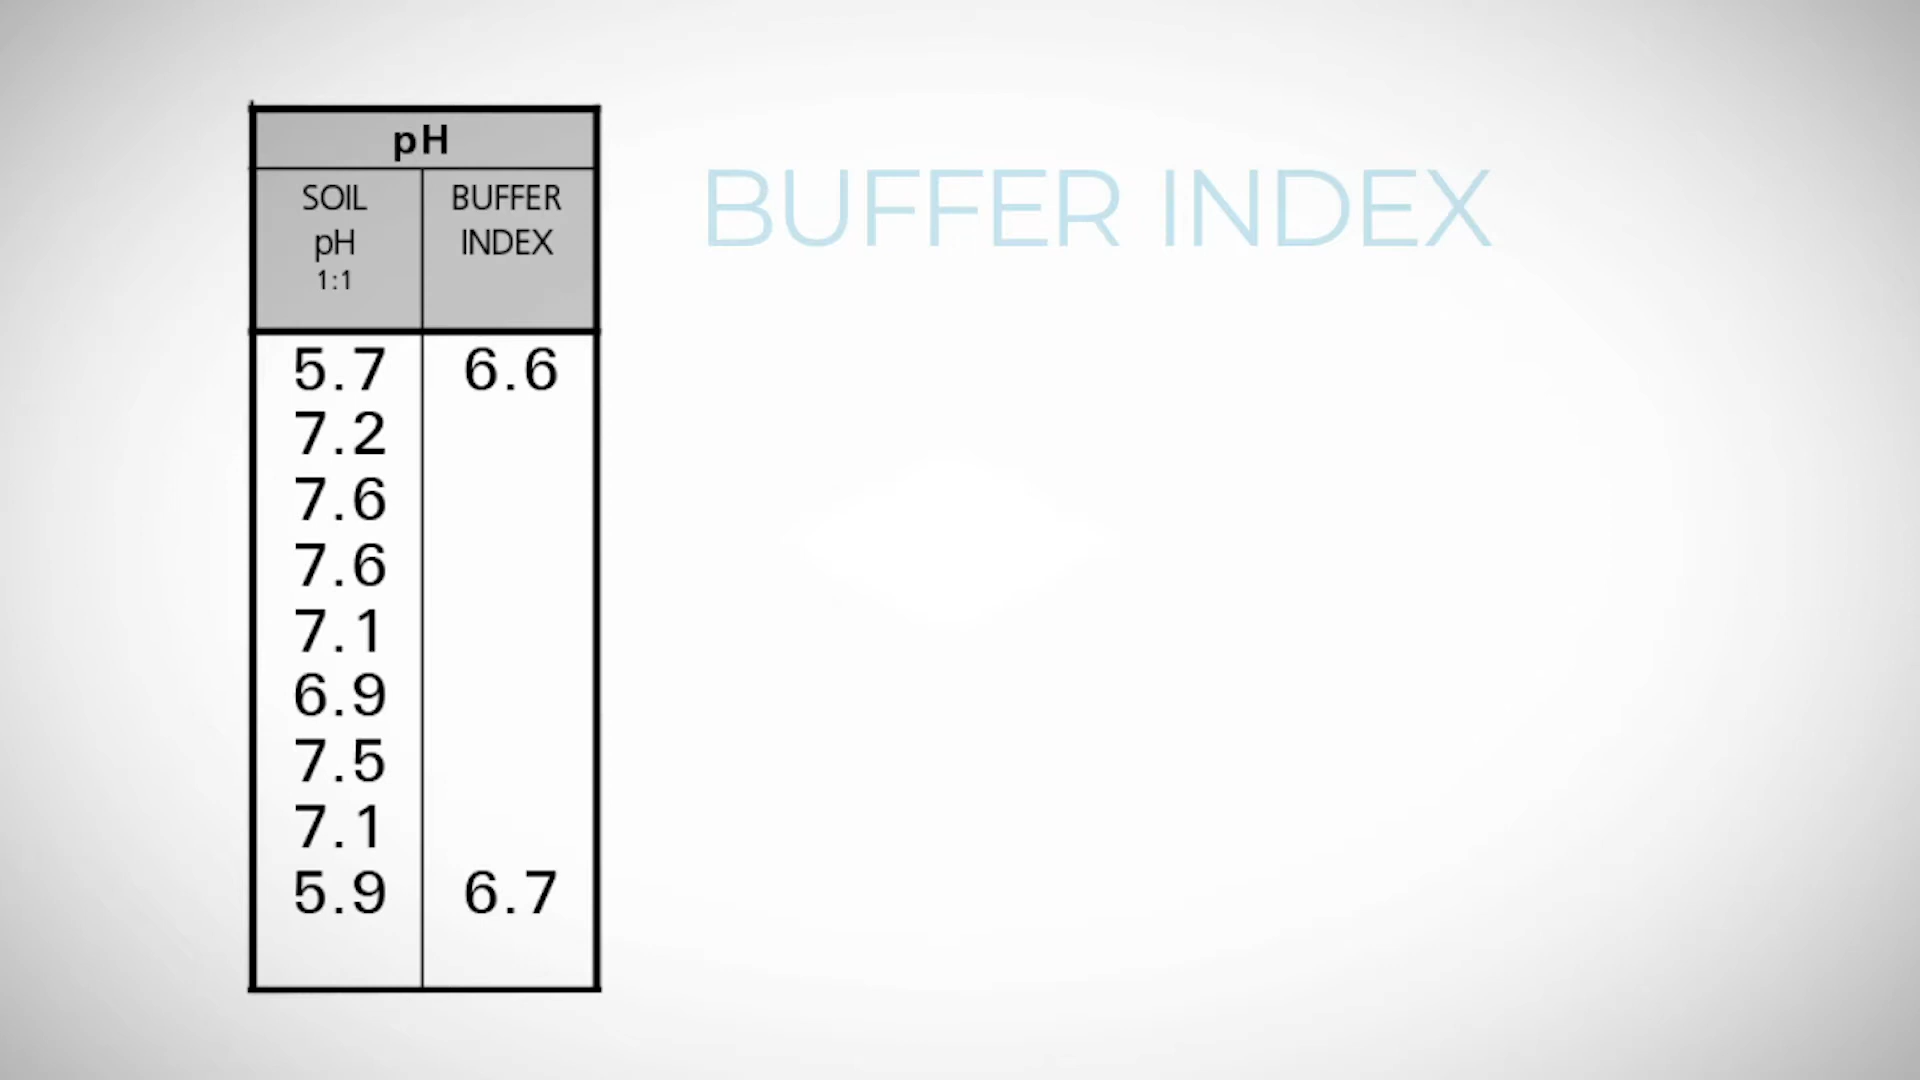 pH
SOIL pH 1:1
BUFFER INDEX
5.7 6.6
7.2
7.6
7.6
7.1
6.9
7.5
7.1
5.9 6.7
BUFFER INDEX